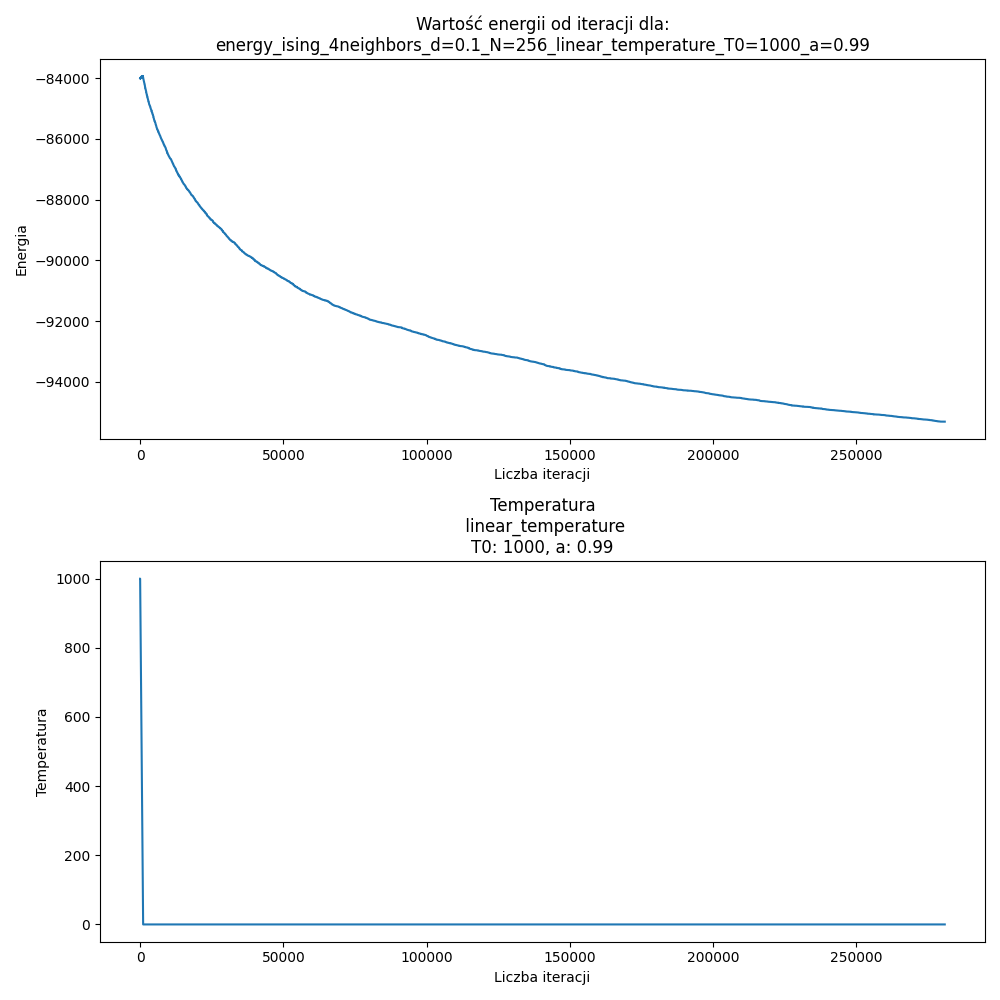 Wartość energii od iteracji dla:
energy_ising_4neighbors_d=0.1_N=256_linear_temperature_T0=1000_a=0.99
−84000
−86000
−88000
−90000
−92000
−94000
Energia
0
50000
100000
150000
200000
250000
Liczba iteracji
Temperatura
linear_temperature
T0: 1000, a: 0.99
1000
800
600
400
200
0
Temperatura
0
50000
100000
150000
200000
250000
Liczba iteracji